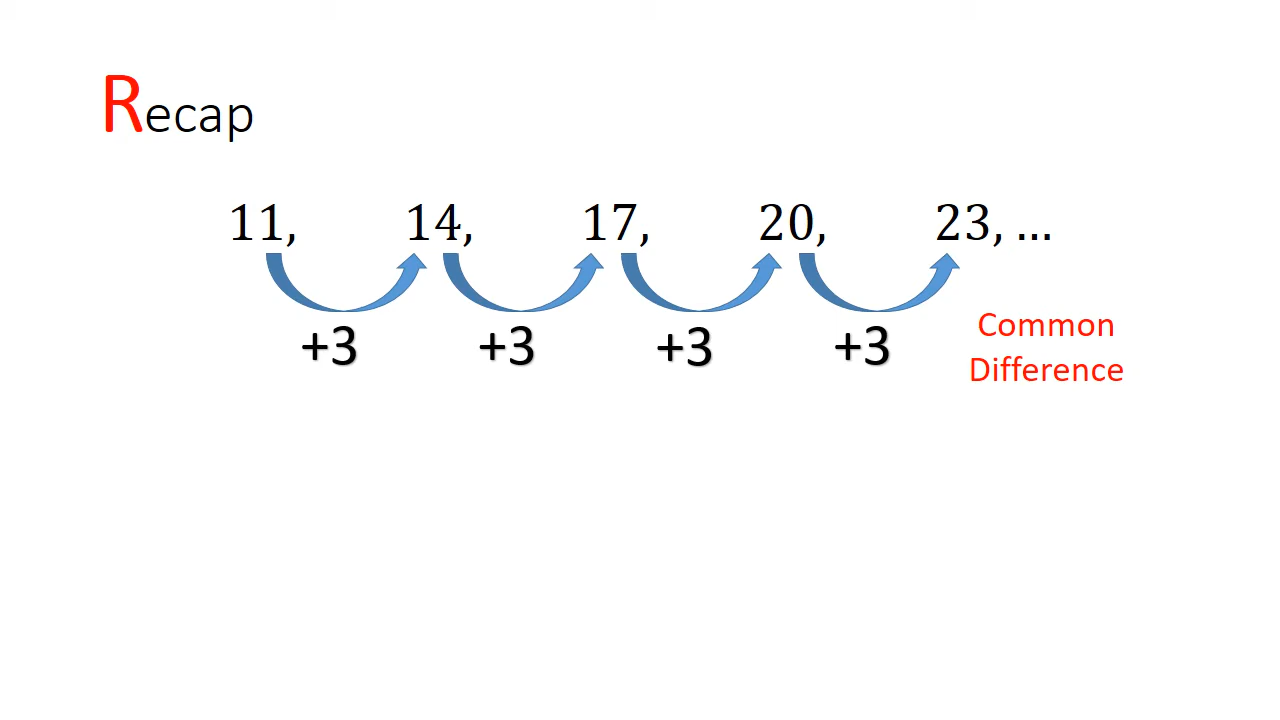 Recap
11, 14, 17, 20, 23, ...
+3 +3 +3 +3
Common
Difference